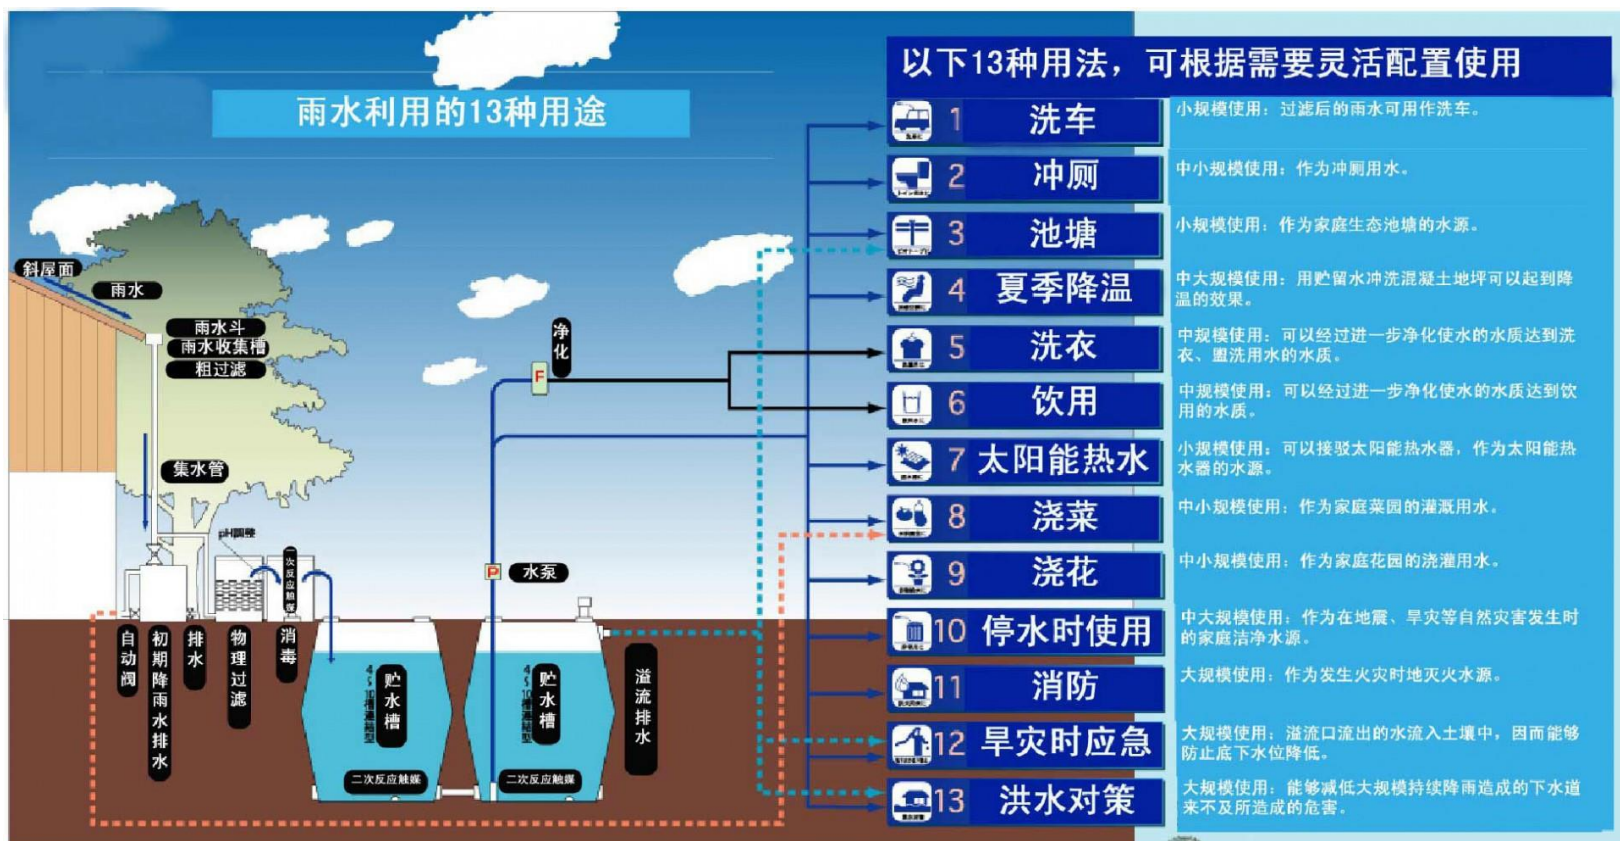 雨水利用的13种用途
斜屋面
雨水
雨水斗
雨水收集槽
粗过滤
集水管
pH調整
一次反应触媒
自动阀
初期降雨水排水
排水
物理过滤
消毒
贮水槽
二次反应触媒
贮水槽
二次反应触媒
溢流排水
P
水泵
F
净化
以下13种用法，可根据需要灵活配置使用
1 洗车
小规模使用：过滤后的雨水可用作洗车。
2 冲厕
中小规模使用：作为冲厕用水。
3 池塘
小规模使用：作为家庭生态池塘的水源。
4 夏季降温
中大规模使用：用贮留水冲洗混凝土地坪可以起到降
温的效果。
5 洗衣
中规模使用：可以经过进一步净化使水的水质达到洗
衣、盥洗用水的水质。
6 饮用
中规模使用：可以经过进一步净化使水的水质达到饮
用的水质。
7 太阳能热水
小规模使用：可以接驳太阳能热水器，作为太阳能热
水器的水源。
8 浇菜
中小规模使用：作为家庭菜园的灌溉用水。
9 浇花
中小规模使用：作为家庭花园的浇灌用水。
10 停水时使用
中大规模使用：作为在地震、旱灾等自然灾害发生时
的家庭洁净水源。
11 消防
大规模使用：作为发生火灾时地灭火水源。
12 旱灾时应急
大规模使用：溢流口流出的水流入土壤中，因而能够
防止底下水位降低。
13 洪水对策
大规模使用：能够减低大规模持续降雨造成的下水道
来不及所造成的危害。